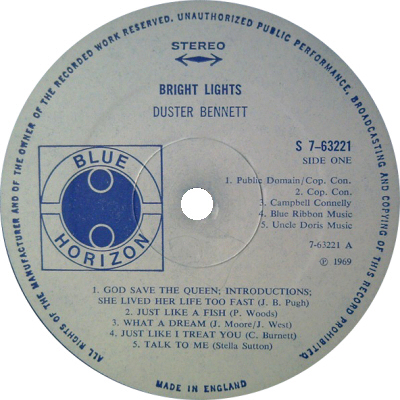 ALL RIGHTS OF THE MANUFACTURER AND OF THE OWNER OF THE RECORDED WORK RESERVED. UNAUTHORIZED PUBLIC PERFORMANCE, BROADCASTING AND COPYING OF THIS RECORD PROHIBITED.
STEREO
BRIGHT LIGHTS
DUSTER BENNETT
S 7-63221
SIDE ONE
BLUE
HORIZON
1. Public Domain/Cop. Con.
2. Cop. Con.
3. Campbell Connelly
4. Blue Ribbon Music
5. Uncle Doris Music
7-63221 A
℗ 1969
1. GOD SAVE THE QUEEN; INTRODUCTIONS;
SHE LIVED HER LIFE TOO FAST (J. B. Pugh)
2. JUST LIKE A FISH (P. Woods)
3. WHAT A DREAM (J. Moore/J. West)
4. JUST LIKE I TREAT YOU (C. Burnett)
5. TALK TO ME (Stella Sutton)
MADE IN ENGLAND